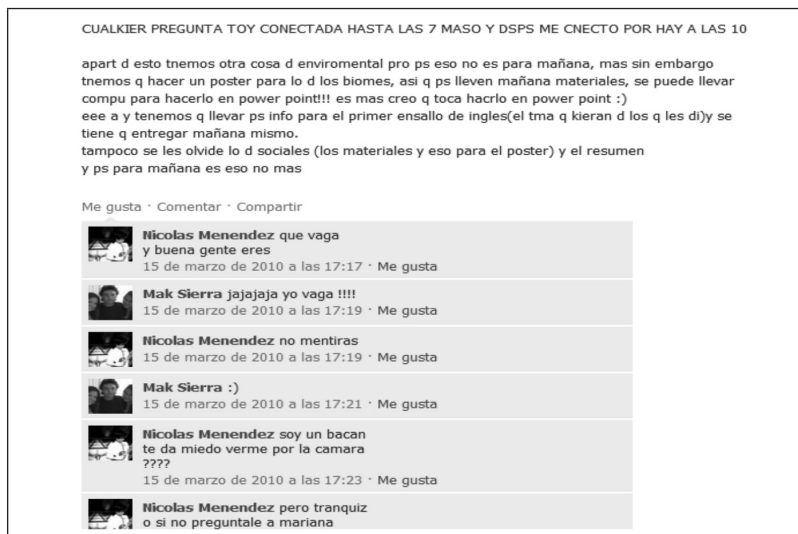 CUALKIER PREGUNTA TOY CONECTADA HASTA LAS 7 MASO Y DSPS ME CNECTO POR HAY A LAS 10
apart d esto tnemos otra cosa d enviromental pro ps eso no es para mañana, mas sin embargo
tnemos q hacer un poster para lo d los biomes, asi q ps lleven mañana materiales, se puede llevar
compu para hacerlo en power point!!! es mas creo q toca hacrlo en power point :)
eee a y tenemos q llevar ps info para el primer ensallo de ingles(el tma q kieran d los q les di)y se
tiene q entregar mañana mismo.
tampoco se les olvide lo d sociales (los materiales y eso para el poster) y el resumen
y ps para mañana es eso no mas
Me gusta · Comentar · Compartir
Nicolas Menendez que vaga
y buena gente eres
15 de marzo de 2010 a las 17:17 · Me gusta
Mak Sierra jajajaja yo vaga !!!!
15 de marzo de 2010 a las 17:19 · Me gusta
Nicolas Menendez no mentiras
15 de marzo de 2010 a las 17:19 · Me gusta
Mak Sierra :)
15 de marzo de 2010 a las 17:21 · Me gusta
Nicolas Menendez soy un bacan
te da miedo verme por la camara
????
15 de marzo de 2010 a las 17:23 · Me gusta
Nicolas Menendez pero tranquiz
o si no preguntale a mariana